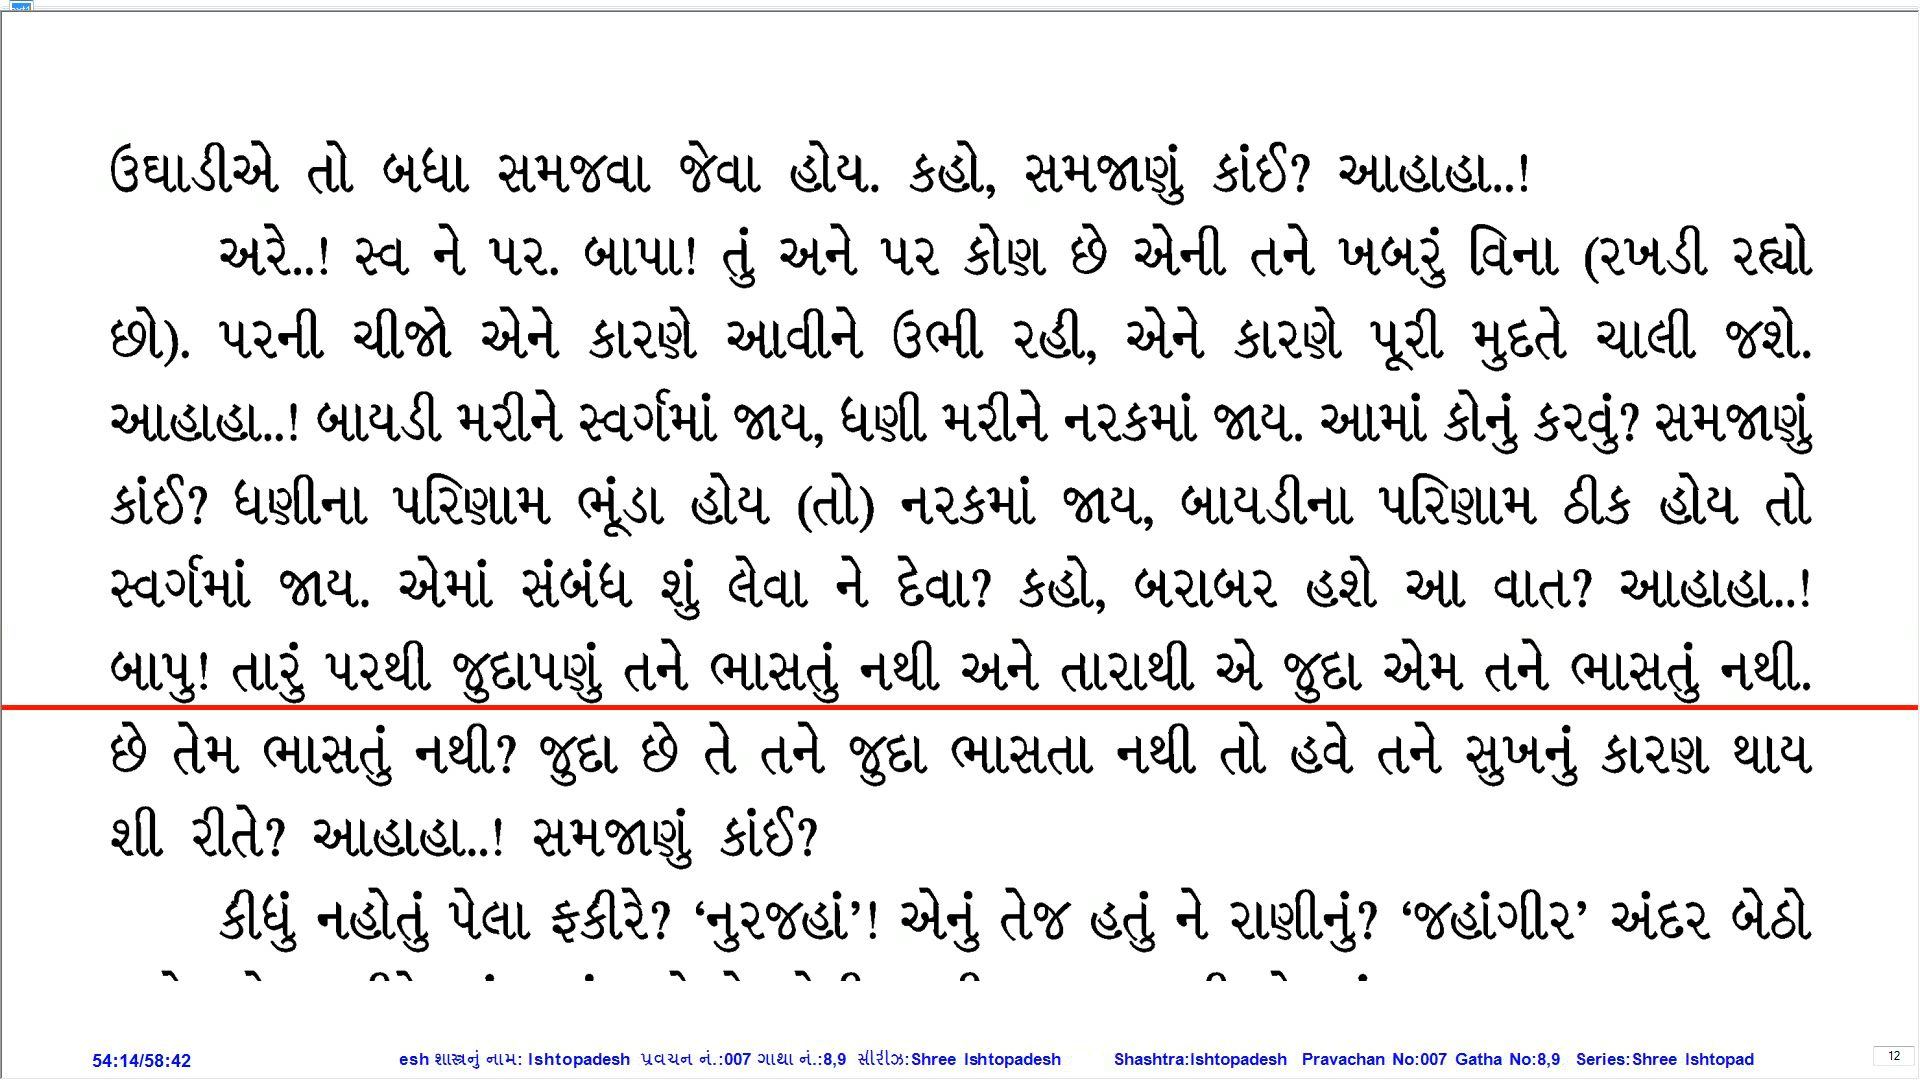 ઉઘાડીએ તો બધા સમજવા જેવા હોય. કહો, સમજાણું કાંઈ? આહાહા..!
અરે..! સ્વ ને પર. બાપા! તું અને પર કોણ છે એની તને ખબરું વિના (રખડી રહ્યો
છો). પરની ચીજો એને કારણે આવીને ઉભી રહી, એને કારણે પૂરી મુદતે ચાલી જશે.
આહાહા..! બાયડી મરીને સ્વર્ગમાં જાય, ધણી મરીને નરકમાં જાય. આમાં કોનું કરવું? સમજાણું
કાંઈ? ધણીના પરિણામ ભૂંડા હોય (તો) નરકમાં જાય, બાયડીના પરિણામ ઠીક હોય તો
સ્વર્ગમાં જાય. એમાં સંબંધ શું લેવા ને દેવા? કહો, બરાબર હશે આ વાત? આહાહા..!
બાપુ! તારું પરથી જુદાપણું તને ભાસતું નથી અને તારાથી એ જુદા એમ તને ભાસતું નથી.
છે તેમ ભાસતું નથી? જુદા છે તે તને જુદા ભાસતા નથી તો હવે તને સુખનું કારણ થાય
શી રીતે? આહાહા..! સમજાણું કાંઈ?
કીધું નહોતું પેલા ફકીરે? ‘નુરજહાં’! એનું તેજ હતું ને રાણીનું? ‘જહાંગીર’ અંદર બેઠો
54:14/58:42 esh શાસ્ત્રનું નામ: Ishtopadesh પ્રવચન નં.:007 ગાથા નં.:8,9 સીરીઝ:Shree Ishtopadesh Shashtra:Ishtopadesh Pravachan No:007 Gatha No:8,9 Series:Shree Ishtopad 12